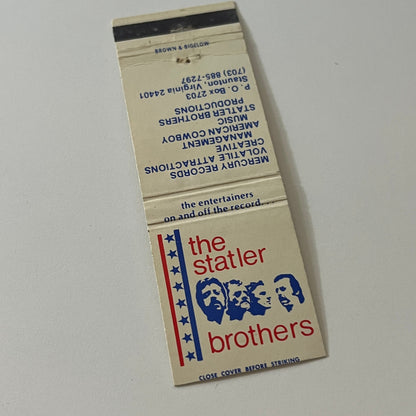 BROWN & BIGELOW
MERCURY RECORDS
VOLATILE ATTRACTIONS
CREATIVE
MANAGEMENT
AMERICAN COWBOY
MUSIC
STATLER BROTHERS
PRODUCTIONS
P. O. Box 2703
Staunton, Virginia 24401
(703) 885-7297
the entertainers
on and off the record. . .
the
statler
brothers
CLOSE COVER BEFORE STRIKING